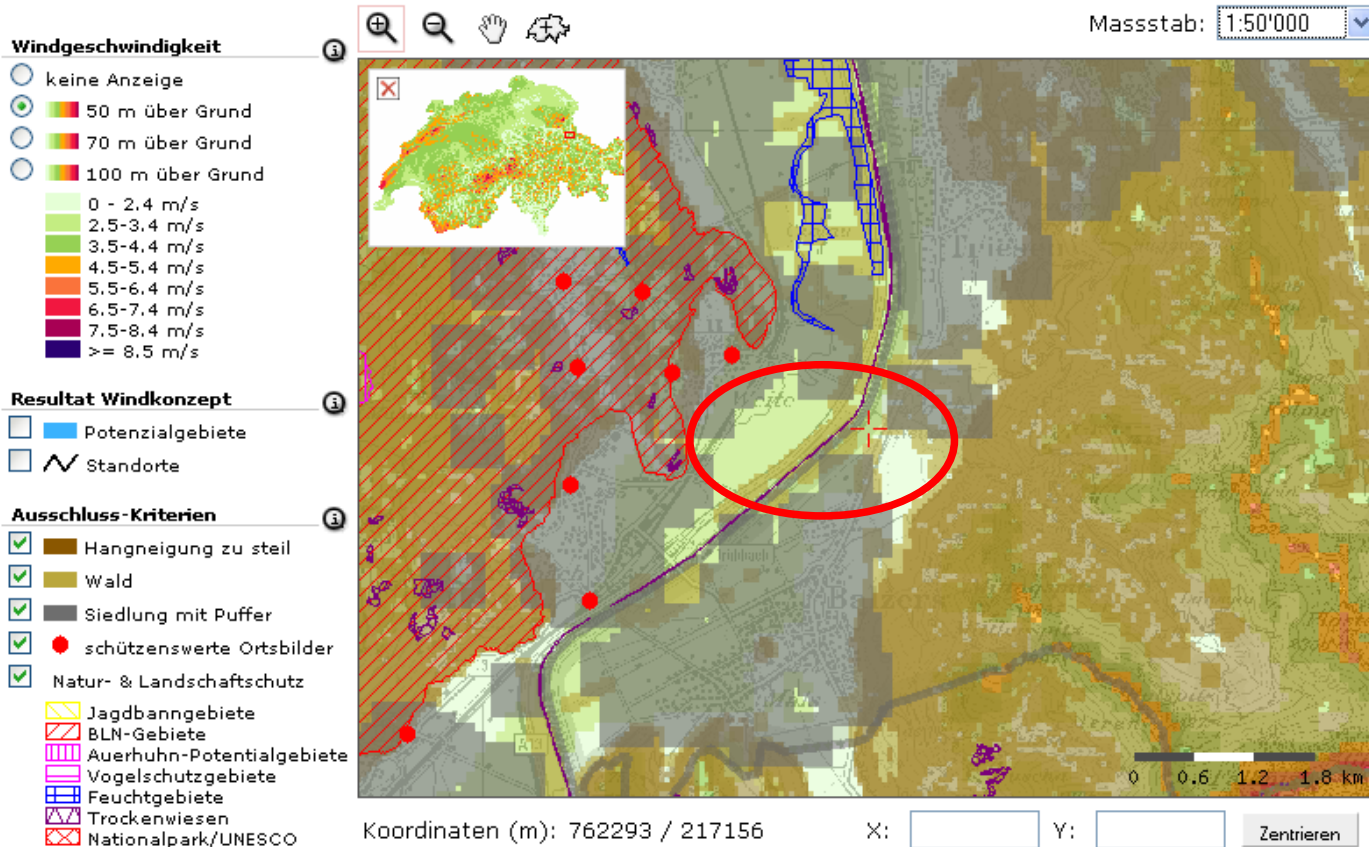 Massstab: 1:50'000
Windgeschwindigkeit
keine Anzeige
50 m über Grund
70 m über Grund
100 m über Grund
0 - 2.4 m/s
2.5-3.4 m/s
3.5-4.4 m/s
4.5-5.4 m/s
5.5-6.4 m/s
6.5-7.4 m/s
7.5-8.4 m/s
>= 8.5 m/s
Resultat Windkonzept
Potenzialgebiete
Standorte
Ausschluss-Kriterien
Hangneigung zu steil
Wald
Siedlung mit Puffer
schützenswerte Ortsbilder
Natur- & Landschaftschutz
Jagdbanngebiete
BLN-Gebiete
Auerhuhn-Potentialgebiete
Vogelschutzgebiete
Feuchtgebiete
Trockenwiesen
Nationalpark/UNESCO
Weite
0 0.6 1.2 1.8 km
Koordinaten (m): 762293 / 217156 X: Y: Zentrieren